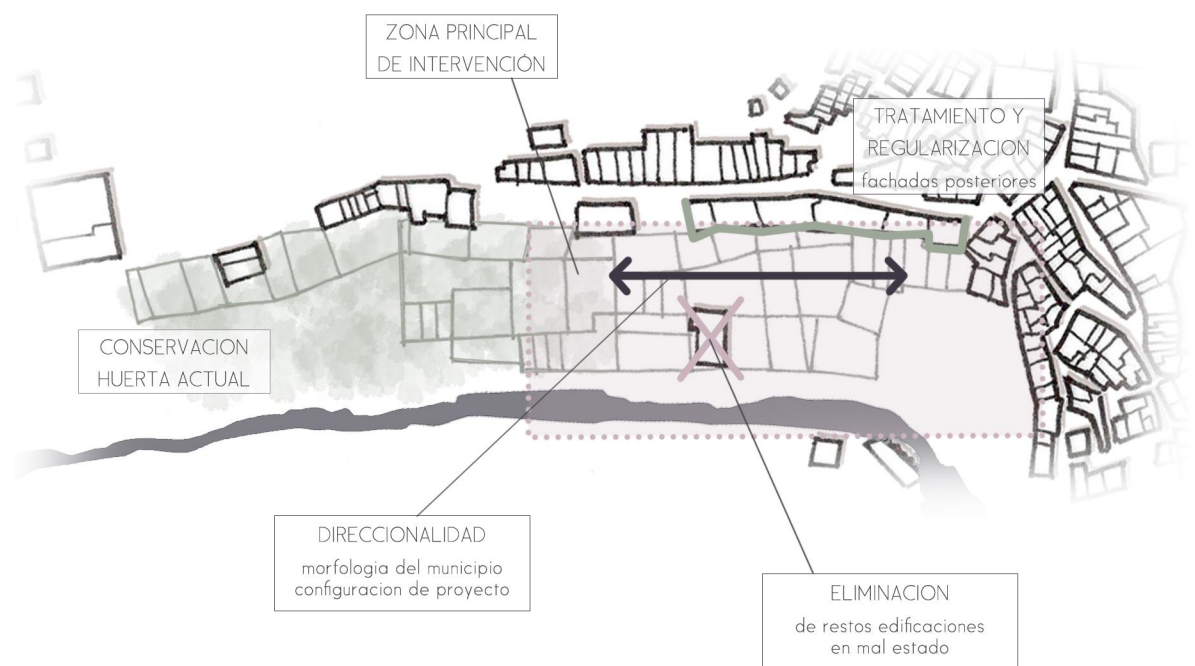 ZONA PRINCIPAL
DE INTERVENCIÓN
TRATAMIENTO Y
REGULARIZACION
fachadas posteriores
CONSERVACION
HUERTA ACTUAL
DIRECCIONALIDAD
morfologia del municipio
configuracion de proyecto
ELIMINACION
de restos edificaciones
en mal estado